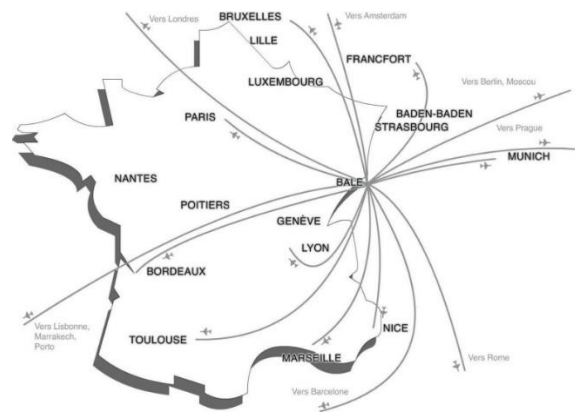 Vers Londres
BRUXELLES
Vers Amsterdam
LILLE
FRANCFORT
LUXEMBOURG
Vers Berlin, Moscou
BADEN-BADEN
PARIS
STRASBOURG
Vers Prague
MUNICH
NANTES
BALE
POITIERS
GENÈVE
LYON
BORDEAUX
Vers Lisbonne,
Marrakech,
Porto
TOULOUSE
NICE
MARSEILLE
Vers Rome
Vers Barcelone